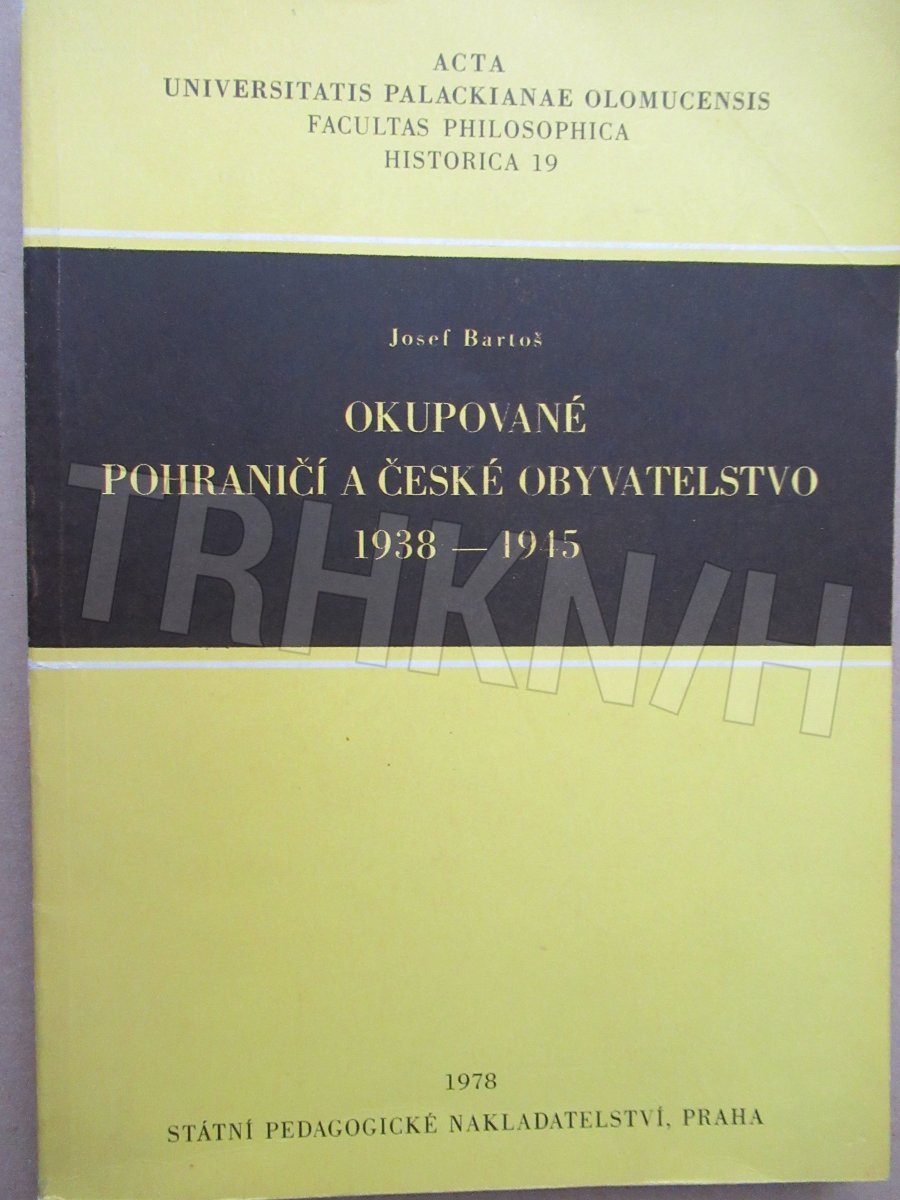 ACTA
UNIVERSITATIS PALACKIANAE OLOMUCENSIS
FACULTAS PHILOSOPHICA
HISTORICA 19
Josef Bartoš
OKUPOVANÉ
POHRANIČÍ A ČESKÉ OBYVATELSTVO
1938 — 1945
TRHKN/H
1978
STÁTNÍ PEDAGOGICKÉ NAKLADATELSTVÍ, PRAHA